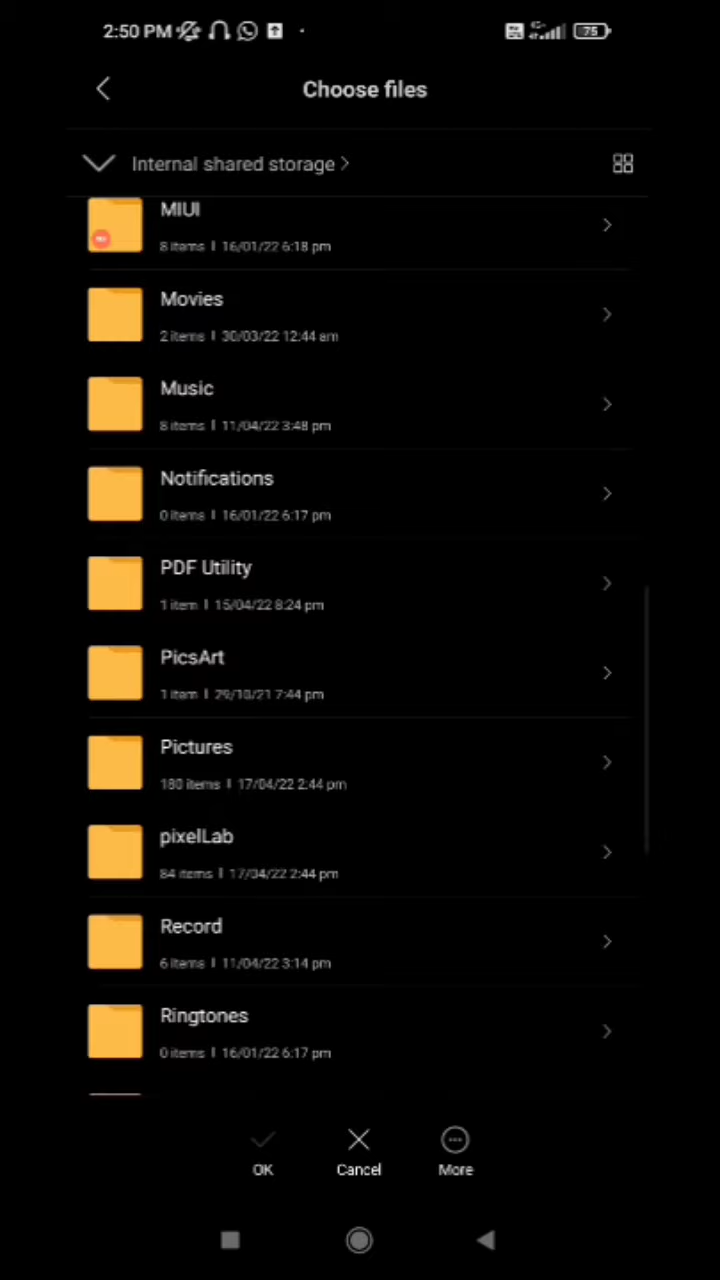 2:50 PM
75
Choose files
Internal shared storage
MIUI
8 items | 16/01/22 6:18 pm
Movies
2 items | 30/03/22 12:44 am
Music
8 items | 11/04/22 3:48 pm
Notifications
0 items | 16/01/22 6:17 pm
PDF Utility
1 item | 15/04/22 8:24 pm
PicsArt
1 item | 29/10/21 7:44 pm
Pictures
180 items | 17/04/22 2:44 pm
pixelLab
84 items | 17/04/22 2:44 pm
Record
6 items | 11/04/22 3:14 pm
Ringtones
0 items | 16/01/22 6:17 pm
OK
Cancel
More